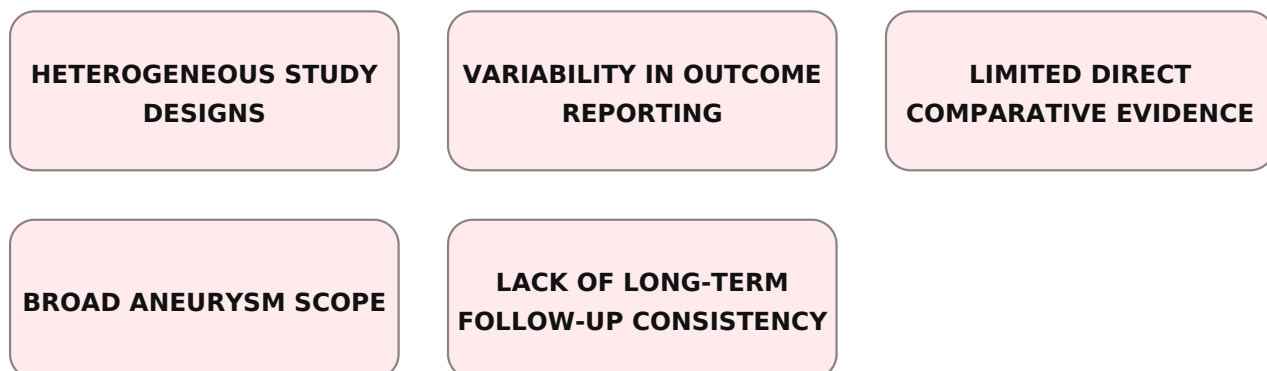 HETEROGENEOUS STUDY
DESIGNS
VARIABILITY IN OUTCOME
REPORTING
LIMITED DIRECT
COMPARATIVE EVIDENCE
BROAD ANEURYSM SCOPE
LACK OF LONG-TERM
FOLLOW-UP CONSISTENCY